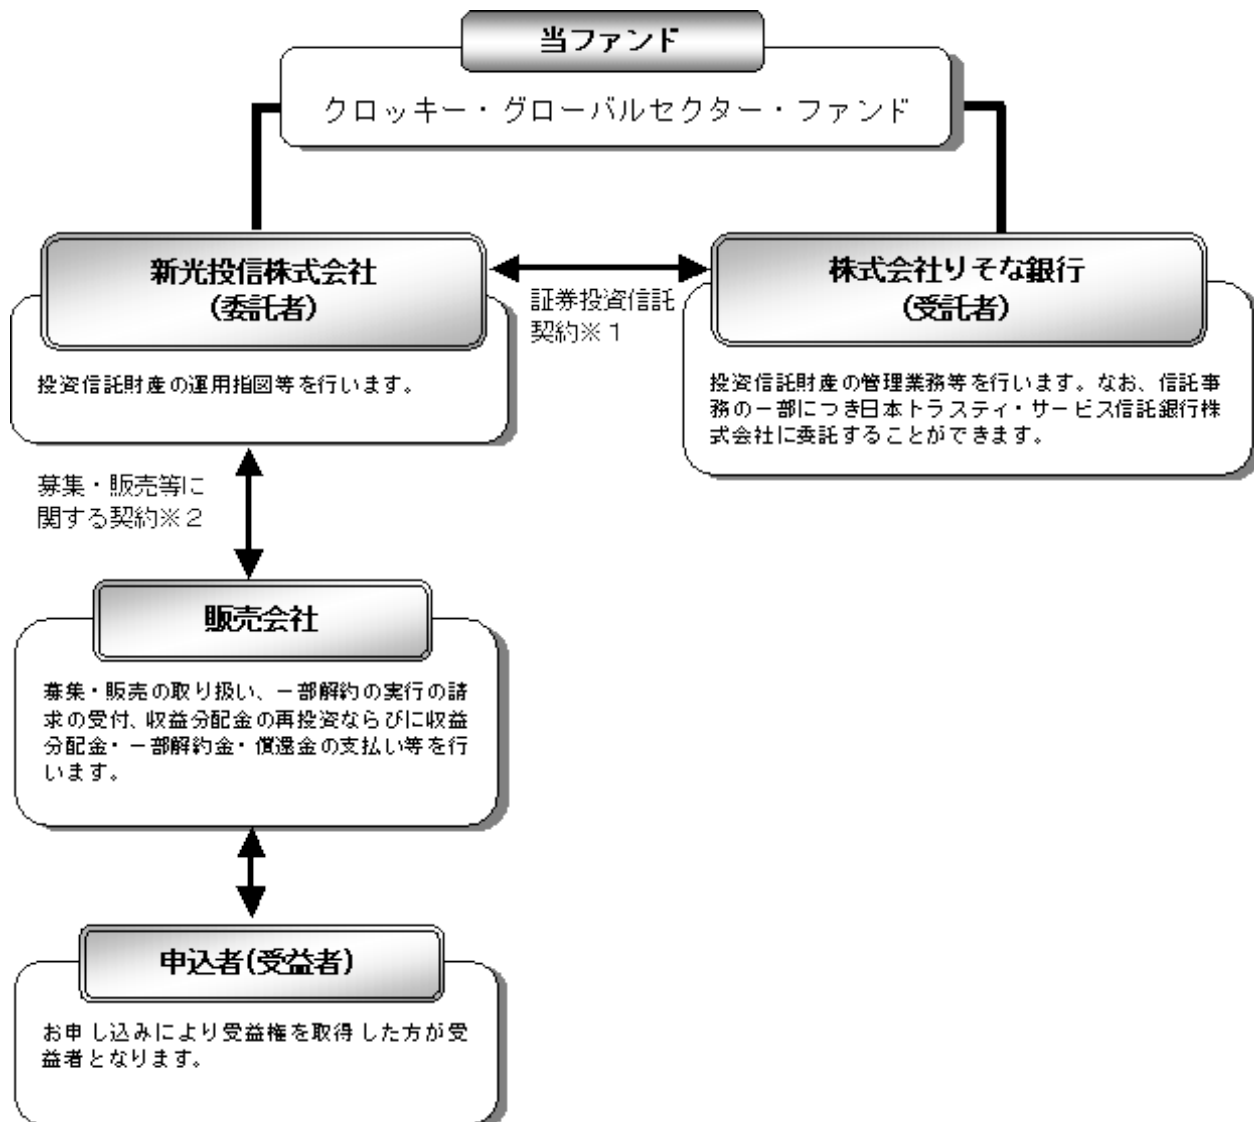 当ファンド
クロッキー・グローバルセクター・ファンド
新光投信株式会社
(委託者)
投資信託財産の運用指図等を行います。
証券投資信託
契約※１
株式会社りそな銀行
(受託者)
投資信託財産の管理業務等を行います。なお、信託事
務の一部につき日本トラスティ・サービス信託銀行株
式会社に委託することができます。
募集・販売等に
関する契約※２
販売会社
募集・販売の取り扱い、一部解約の実行の請
求の受付、収益分配金の再投資ならびに収益
分配金・一部解約金・償還金の支払い等を行
います。
申込者(受益者)
お申し込みにより受益権を取得した方が受
益者となります。